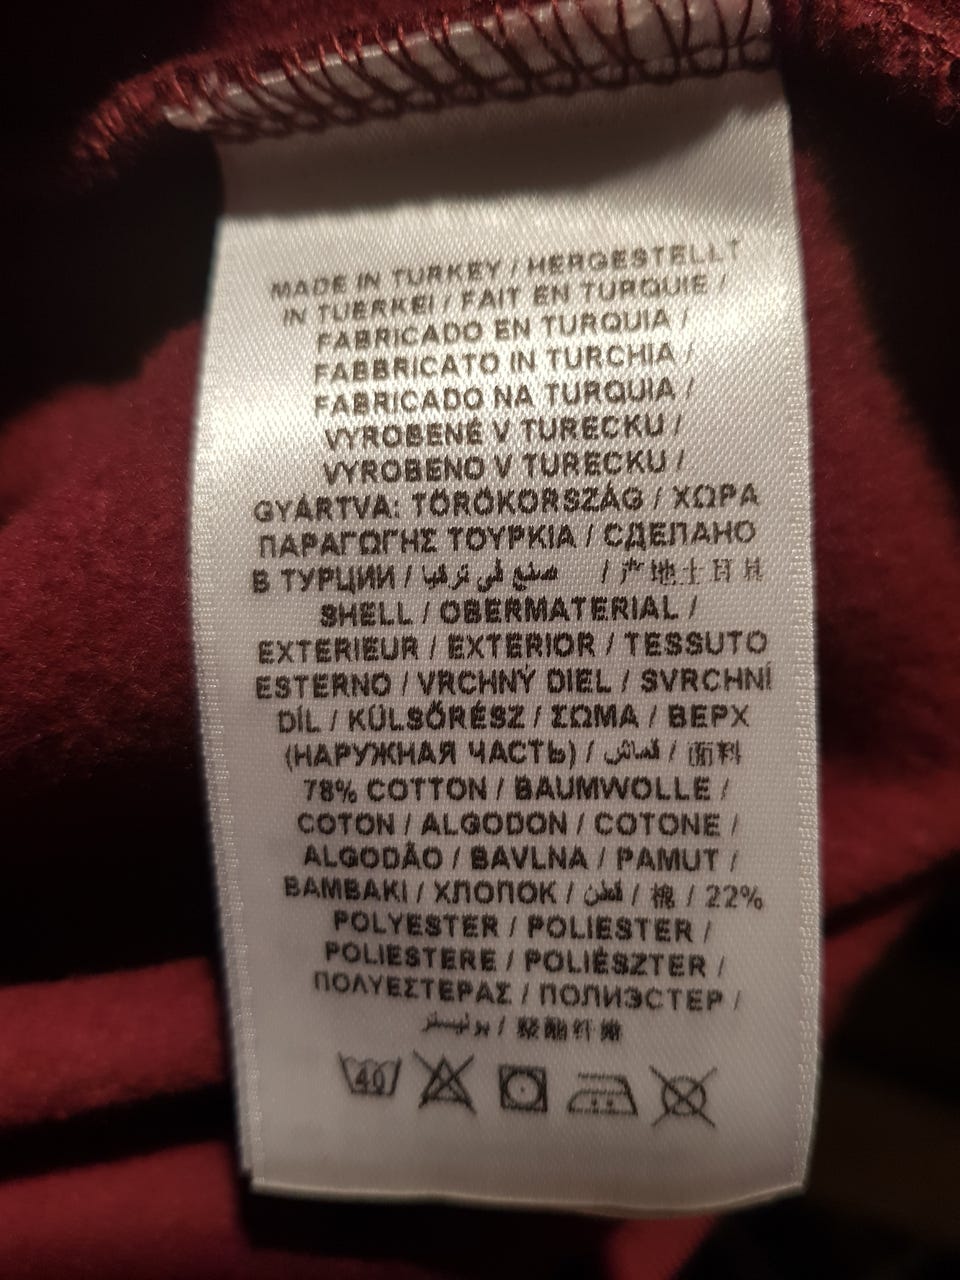 MADE IN TURKEY / HERGESTELLT
IN TUERKEI / FAIT EN TURQUIE /
FABRICADO EN TURQUIA /
FABBRICATO IN TURCHIA /
FABRICADO NA TURQUIA /
VYROBENÉ V TURECKU /
VYROBENO V TURECKU /
GYÁRTVA: TÖRÖKORSZÁG / ΧΩΡΑ
ΠΑΡΑΓΩΓΗΣ ΤΟΥΡΚΙΑ / СДЕЛАНО
В ТУРЦИИ / صنع في تركيا / 产地土耳其
SHELL / OBERMATERIAL /
EXTERIEUR / EXTERIOR / TESSUTO
ESTERNO / VRCHNÝ DIEL / SVRCHNÍ
DÍL / KÜLSŐRÉSZ / ΣΩΜΑ / ВЕРХ
(НАРУЖНАЯ ЧАСТЬ) / قماش / 面料
78% COTTON / BAUMWOLLE /
COTON / ALGODON / COTONE /
ALGODÃO / BAVLNA / PAMUT /
BAMBAKI / ХЛОПОК / قطن / 棉 / 22%
POLYESTER / POLIESTER /
POLIESTERE / POLIÉSZTER /
ΠΟΛΥΕΣΤΕΡΑΣ / ПОЛИЭСТЕР /
بوليستر / 聚酯纤维
40